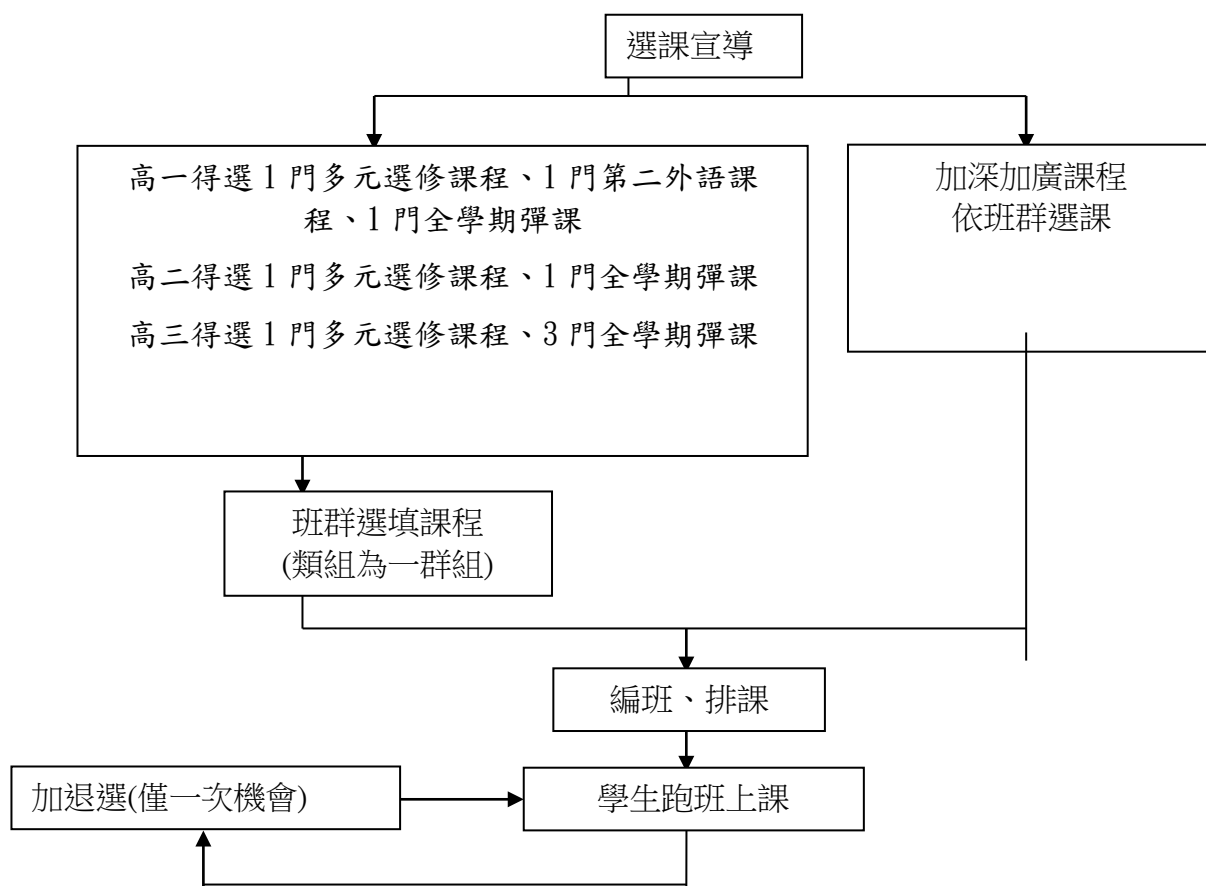 選課宣導
高一得選 1 門多元選修課程、1 門第二外語課
程、1 門全學期彈課
高二得選 1 門多元選修課程、1 門全學期彈課
高三得選 1 門多元選修課程、3 門全學期彈課
加深加廣課程
依班群選課
班群選填課程
(類組為一群組)
編班、排課
加退選(僅一次機會)
學生跑班上課